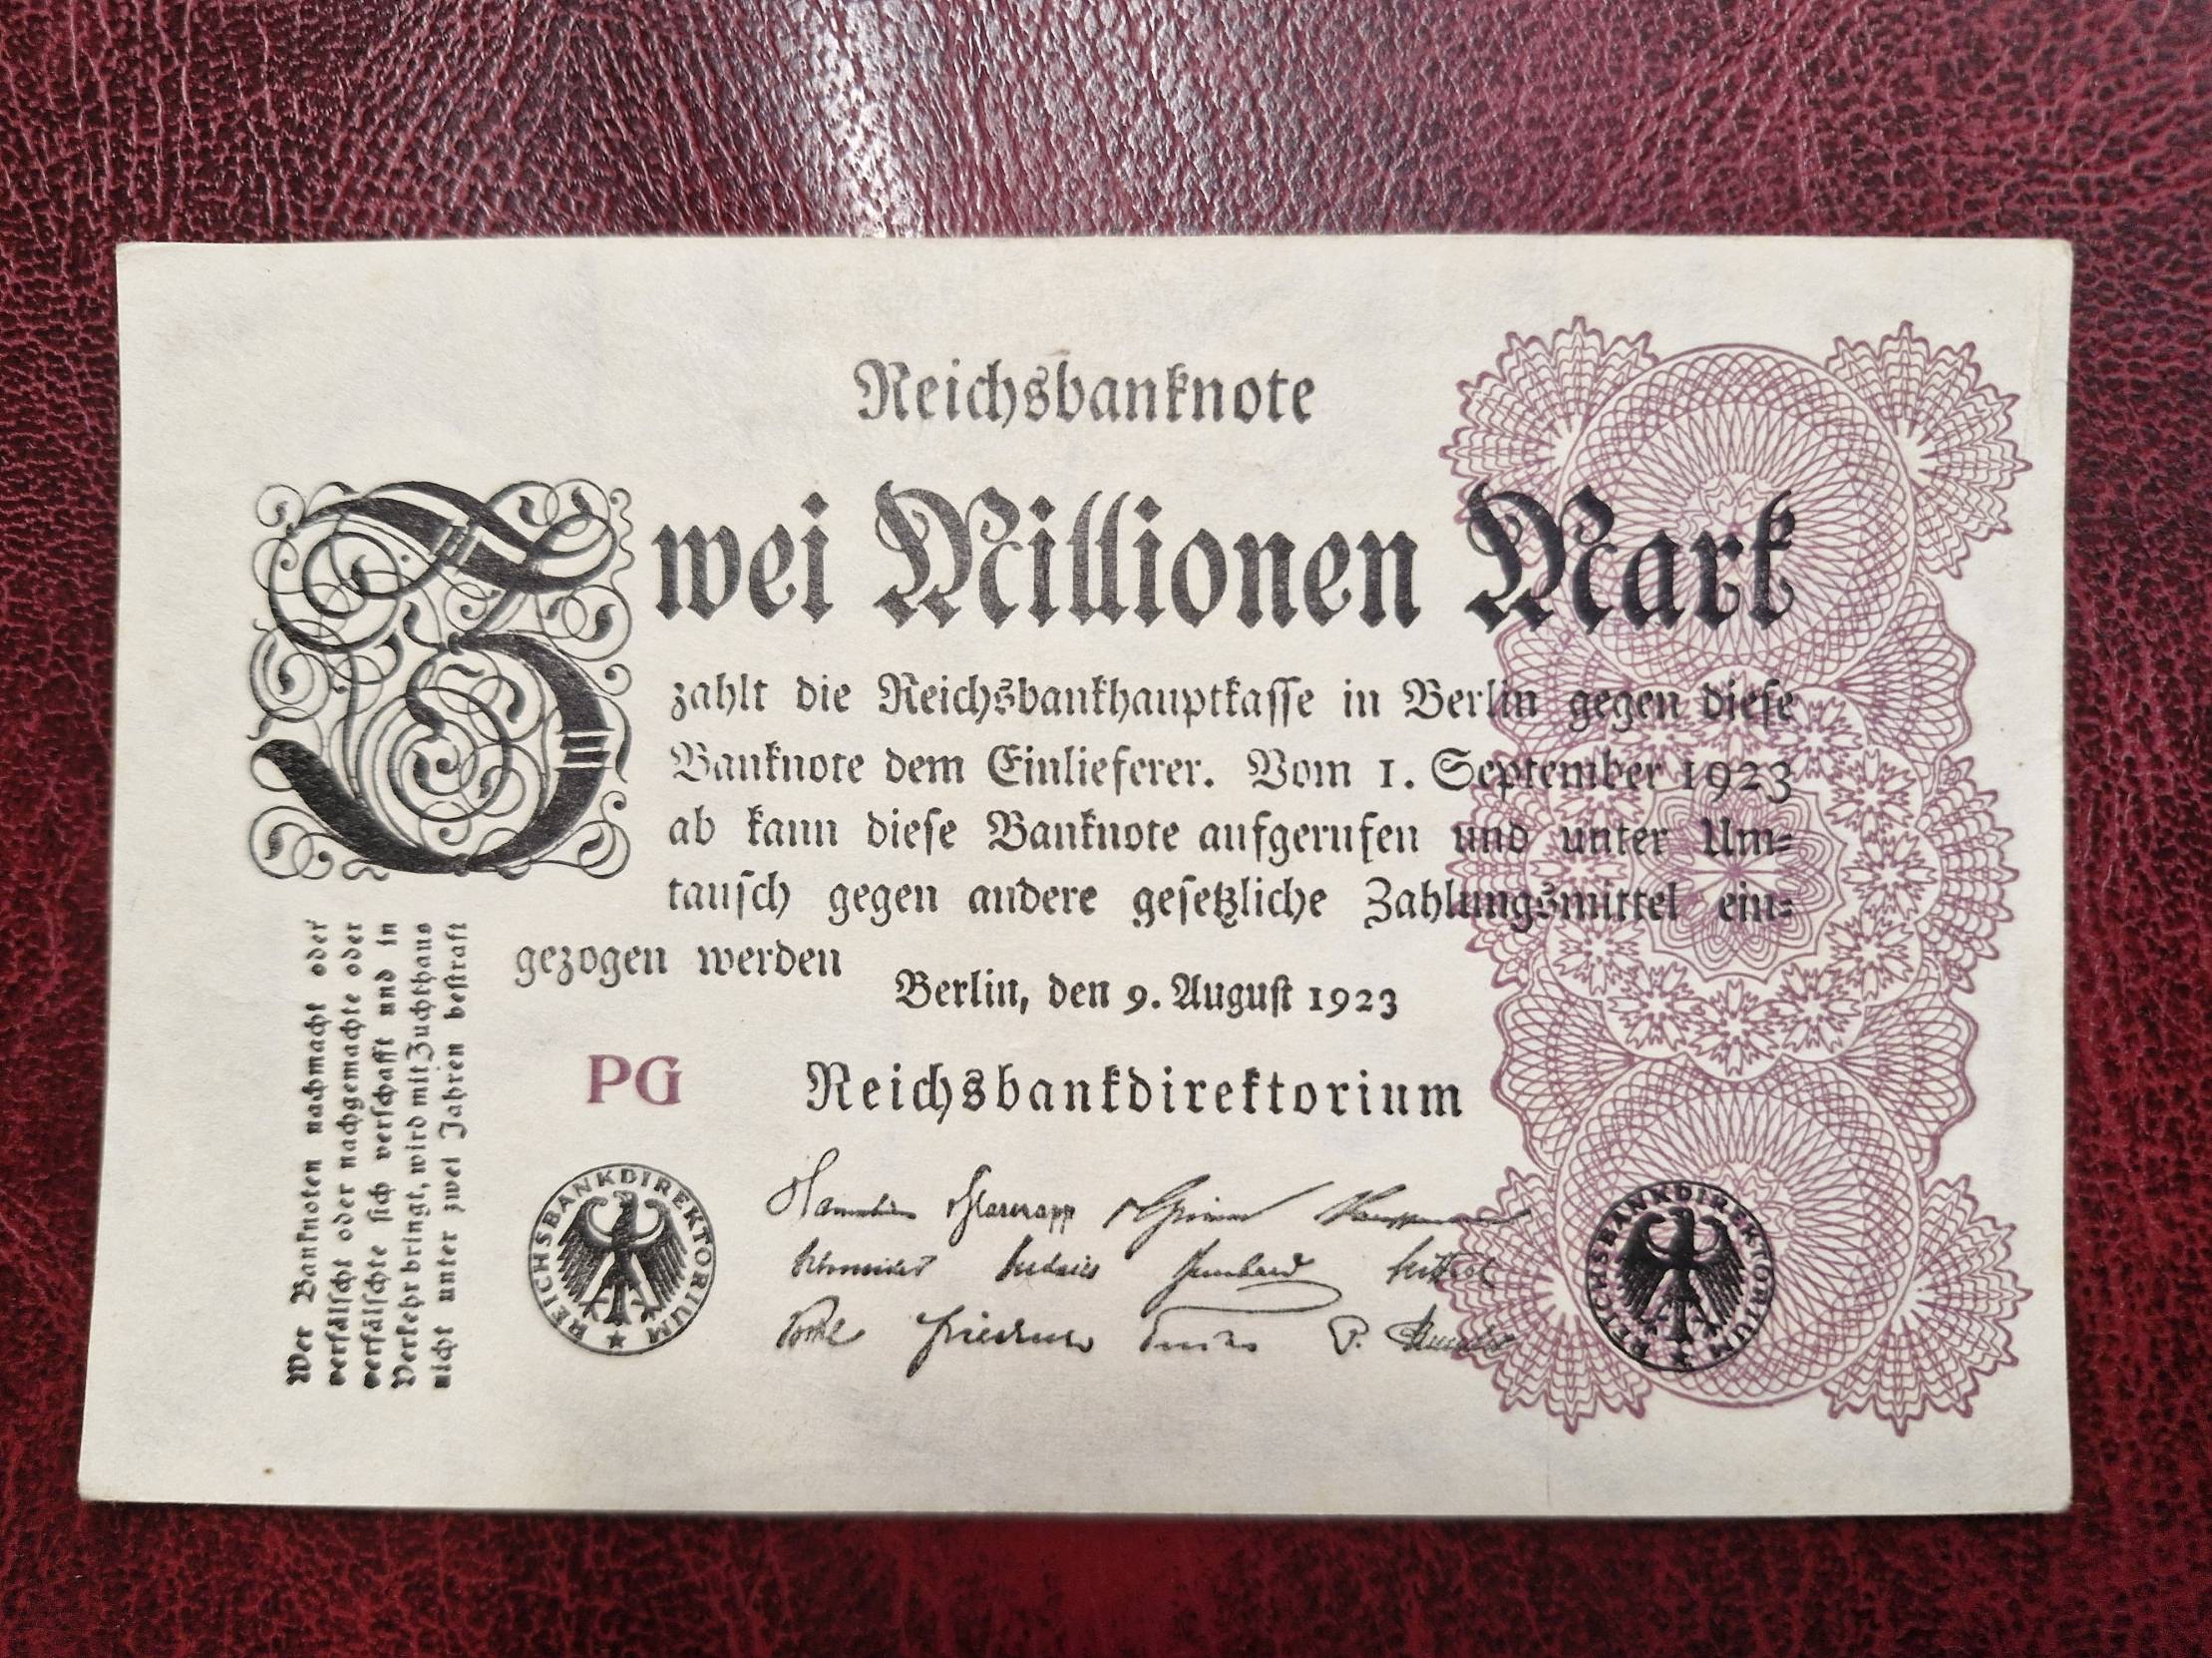 Reichsbanknote
Zwei Millionen Mark
zahlt die Reichsbankhauptkasse in Berlin gegen diese
Banknote dem Einlieferer. Vom 1. September 1923
ab kann diese Banknote aufgerufen und unter Um-
tausch gegen andere gesetzliche Zahlungsmittel ein-
gezogen werden
Berlin, den 9. August 1923
PG
Reichsbankdirektorium
Wer Banknoten nachmacht oder
verfälscht oder nachgemachte oder
verfälschte sich verschafft und in
Verkehr bringt, wird mit Zuchthaus
nicht unter zwei Jahren bestraft
REICHSBANKDIREKTORIUM
REICHSBANKDIREKTORIUM